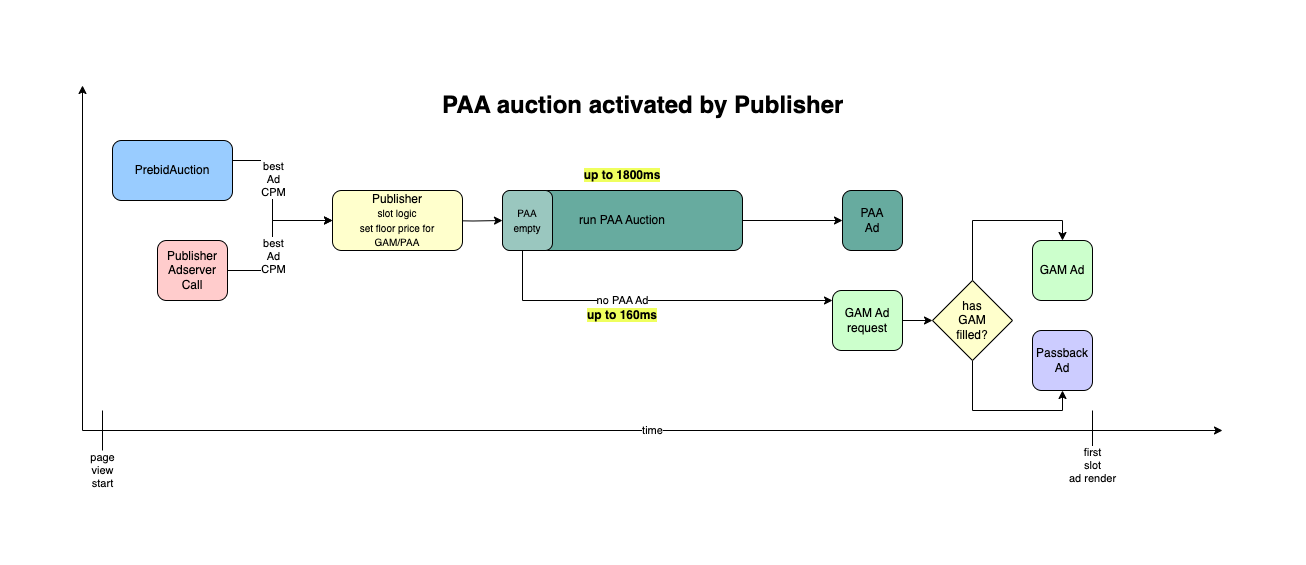 PAA auction activated by Publisher
PrebidAuction
best
Ad
CPM
Publisher
Adserver
Call
best
Ad
CPM
Publisher
slot logic
set floor price for
GAM/PAA
up to 1800ms
PAA
empty
run PAA Auction
PAA
Ad
no PAA Ad
up to 160ms
GAM Ad
request
has
GAM
filled?
GAM Ad
Passback
Ad
time
page
view
start
first
slot
ad render